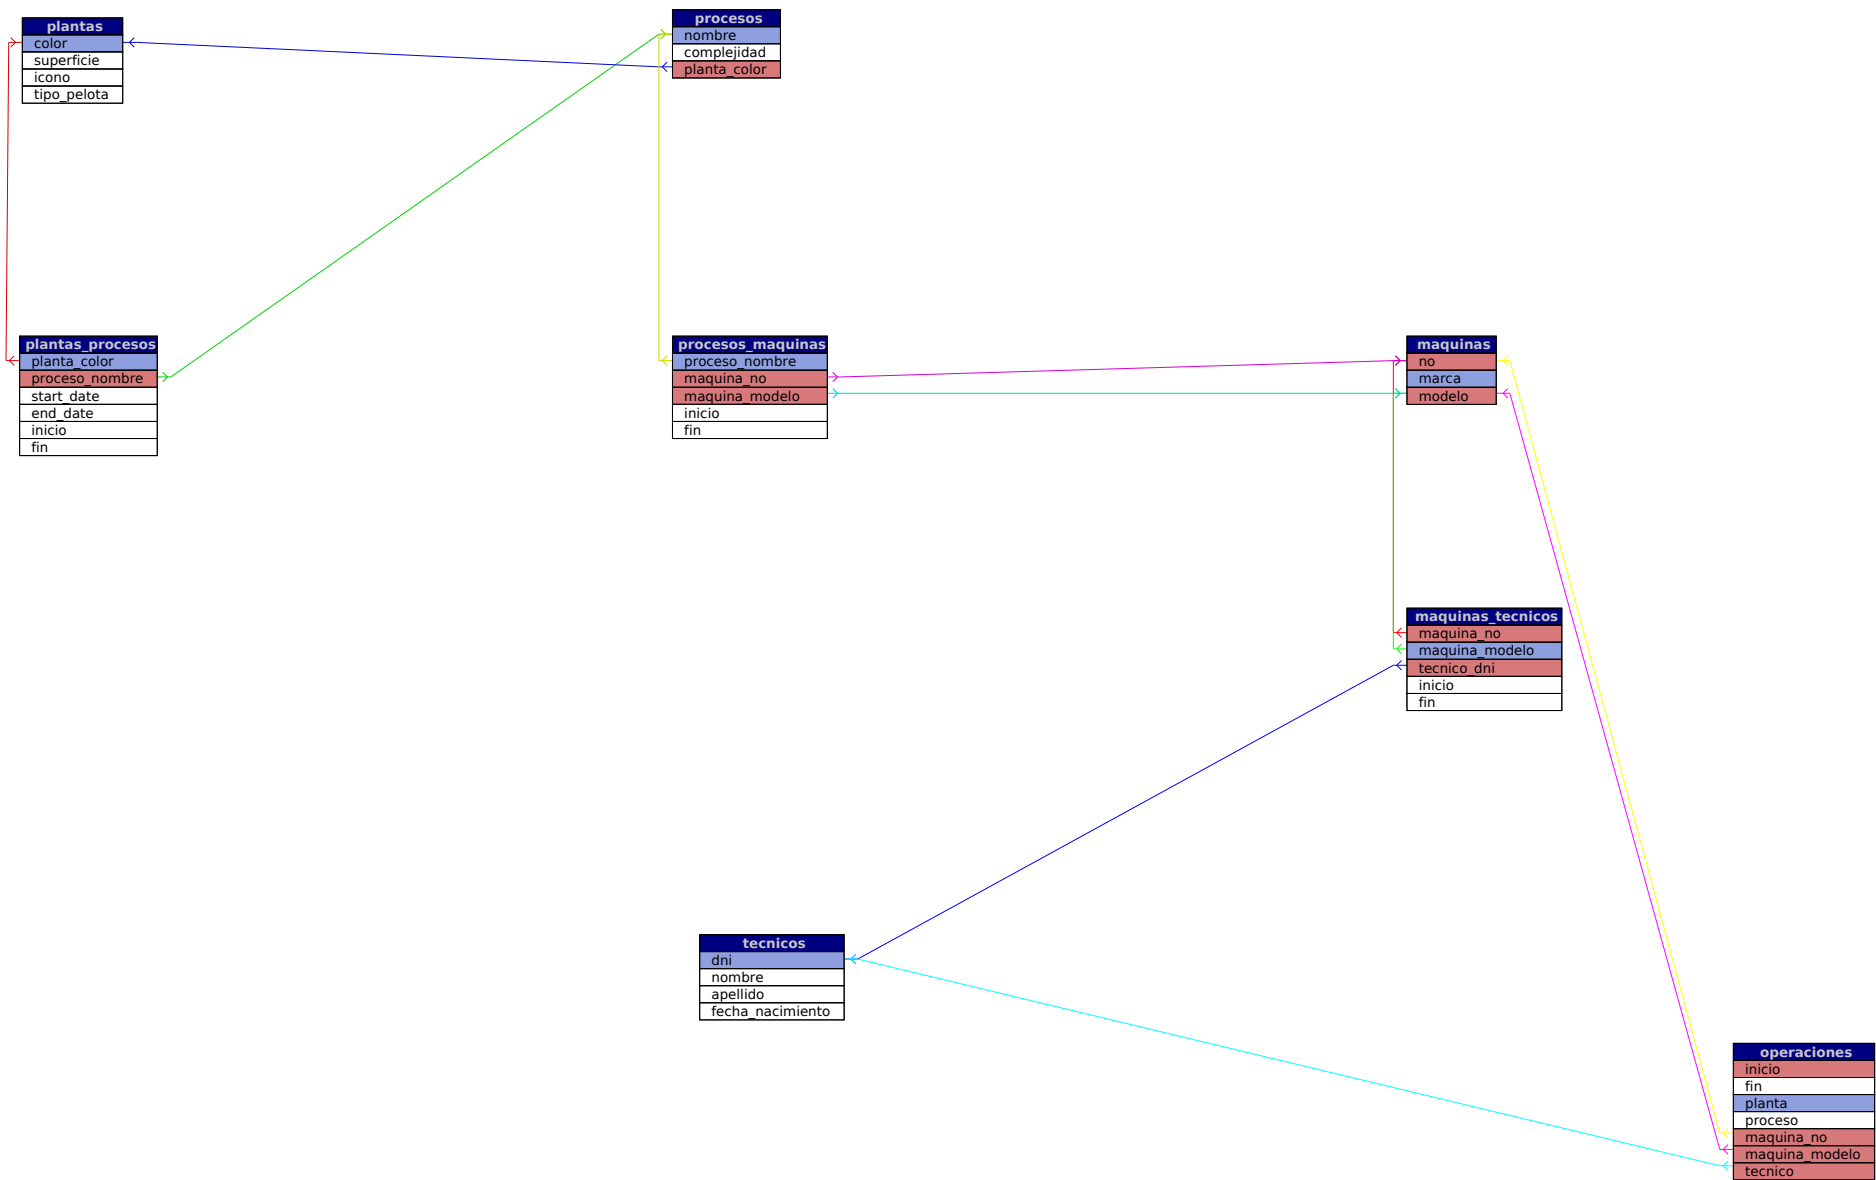 plantas
color
superficie
icono
tipo_pelota
procesos
nombre
complejidad
planta_color
plantas_procesos
planta_color
proceso_nombre
start_date
end_date
inicio
fin
procesos_maquinas
proceso_nombre
maquina_no
maquina_modelo
inicio
fin
maquinas
no
marca
modelo
maquinas_tecnicos
maquina_no
maquina_modelo
tecnico_dni
inicio
fin
tecnicos
dni
nombre
apellido
fecha_nacimiento
operaciones
inicio
fin
planta
proceso
maquina_no
maquina_modelo
tecnico